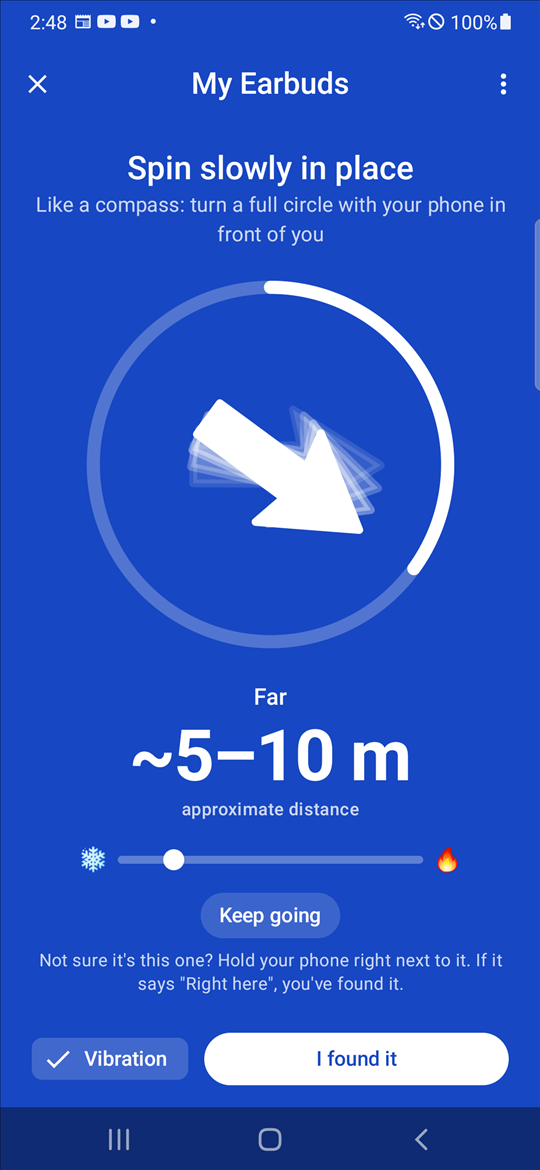 2:48
100%
My Earbuds
Spin slowly in place
Like a compass: turn a full circle with your phone in
front of you
Far
~5–10 m
approximate distance
Keep going
Not sure it's this one? Hold your phone right next to it. If it
says "Right here", you've found it.
Vibration
I found it